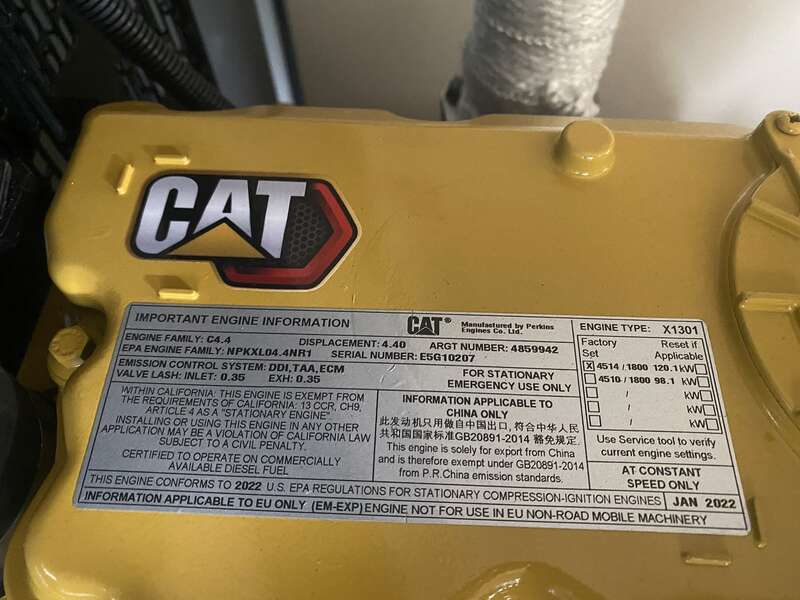 CAT
IMPORTANT ENGINE INFORMATION
CAT® Manufactured by Perkins Engines Co. Ltd.
ENGINE FAMILY: C4.4 DISPLACEMENT: 4.40 ARGT NUMBER: 4859942
EPA ENGINE FAMILY: NPKXL04.4NR1 SERIAL NUMBER: E5G10207
EMISSION CONTROL SYSTEM: DDI,TAA,ECM
VALVE LASH: INLET: 0.35 EXH: 0.35
FOR STATIONARY
EMERGENCY USE ONLY
WITHIN CALIFORNIA: THIS ENGINE IS EXEMPT FROM
THE REQUIREMENTS OF CALIFORNIA: 13 CCR, CH9,
ARTICLE 4 AS A "STATIONARY ENGINE".
INSTALLING OR USING THIS ENGINE IN ANY OTHER
APPLICATION MAY BE A VIOLATION OF CALIFORNIA LAW
SUBJECT TO A CIVIL PENALTY.
CERTIFIED TO OPERATE ON COMMERCIALLY
AVAILABLE DIESEL FUEL
INFORMATION APPLICABLE TO
CHINA ONLY
此发动机只用做自中国出口,符合中华人民
共和国国家标准GB20891-2014 豁免规定.
This engine is solely for export from China
and is therefore exempt under GB20891-2014
from P.R.China emission standards.
ENGINE TYPE: X1301
Factory Set Reset if Applicable
X 4514 / 1800 120.1 kW
4510 / 1800 98.1 kW
/ kW
/ kW
Use Service tool to verify
current engine settings.
AT CONSTANT
SPEED ONLY
THIS ENGINE CONFORMS TO 2022 U.S. EPA REGULATIONS FOR STATIONARY COMPRESSION-IGNITION ENGINES JAN 2022
INFORMATION APPLICABLE TO EU ONLY (EM-EXP) ENGINE NOT FOR USE IN EU NON-ROAD MOBILE MACHINERY